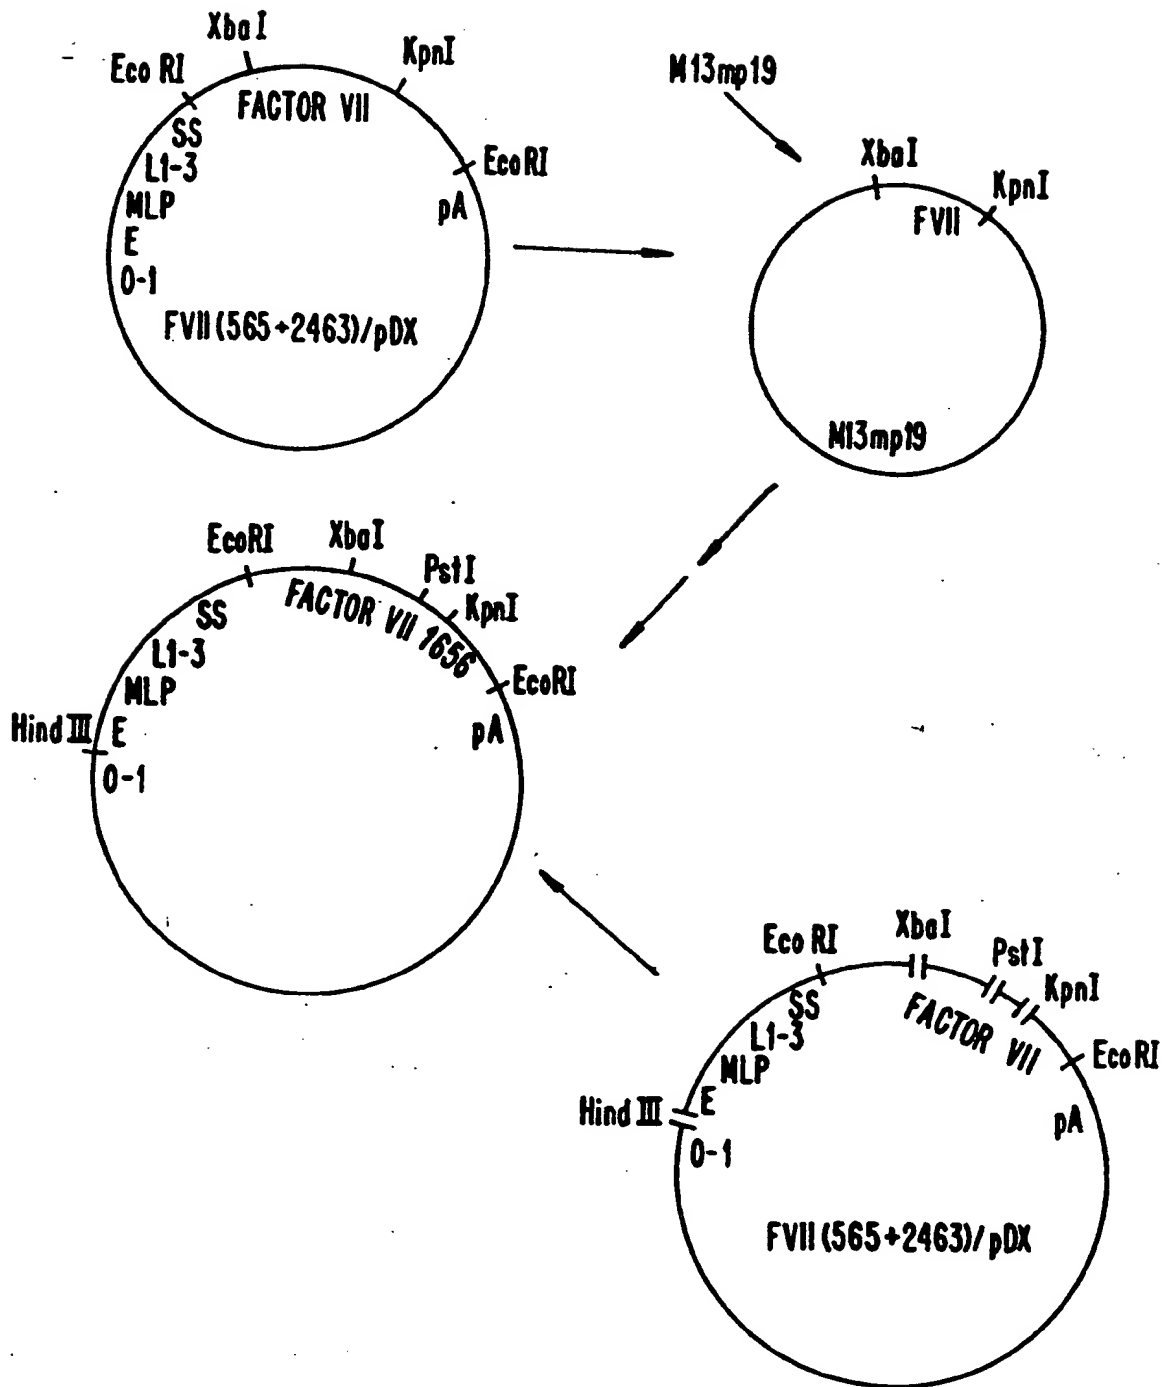 XbaI
Eco RI
KpnI
FACTOR VII
SS
L1-3
MLP
E
0-1
EcoRI
pA
FVII(565+2463)/pDX
M13mp19
XbaI
KpnI
FVII
M13mp19
EcoRI
XbaI
PstI
KpnI
FACTOR VII 1656
SS
L1-3
MLP
Hind III
E
0-1
EcoRI
pA
Eco RI
XbaI
PstI
KpnI
FACTOR VII
SS
L1-3
MLP
Hind III
E
0-1
EcoRI
pA
FVII(565+2463)/pDX